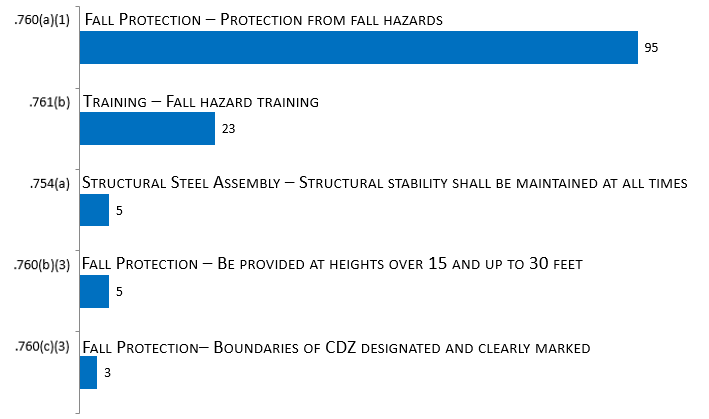 .760(a)(1) Fall Protection – Protection from fall hazards
95
.761(b) Training – Fall hazard training
23
.754(a) Structural Steel Assembly – Structural stability shall be maintained at all times
5
.760(b)(3) Fall Protection – Be provided at heights over 15 and up to 30 feet
5
.760(c)(3) Fall Protection– Boundaries of CDZ designated and clearly marked
3